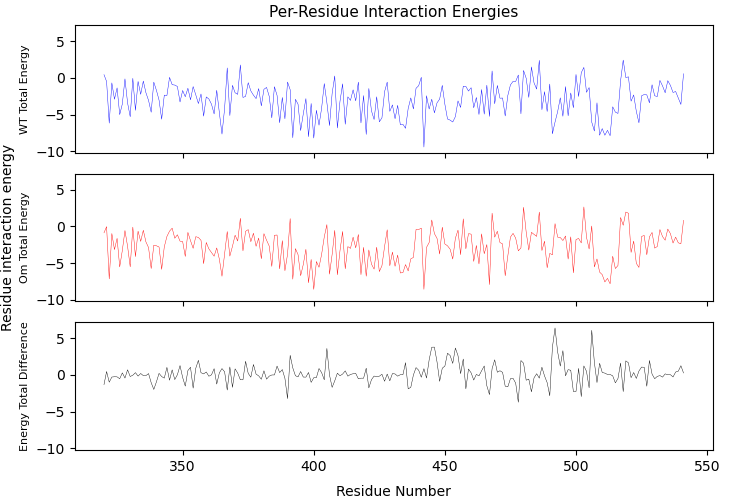 Per-Residue Interaction Energies
Residue interaction energy
WT Total Energy
5
0
−5
−10
Om Total Energy
5
0
−5
−10
Energy Total Difference
5
0
−5
−10
350
400
450
500
550
Residue Number